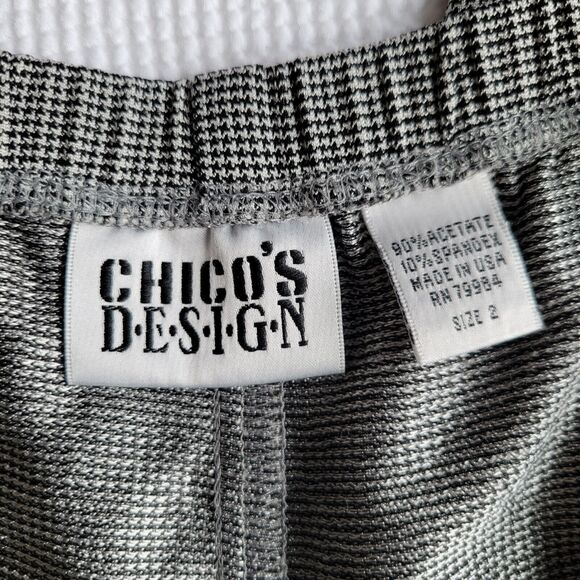 CHICO'S
D·E·S·I·G·N
90% ACETATE
10% SPANDEX
MADE IN USA
RN 79984
SIZE 2